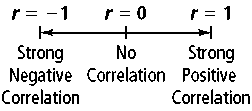 r = −1 r = 0 r = 1
Strong No Strong
Negative Correlation Positive
Correlation Correlation